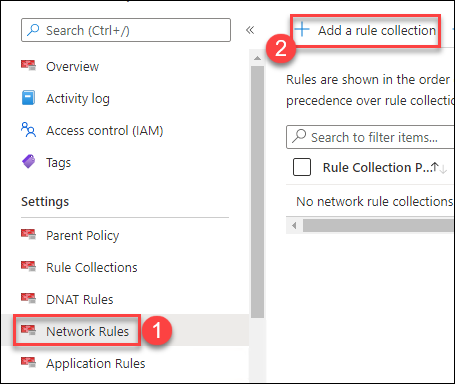 Search (Ctrl+/)
«
Overview
Activity log
Access control (IAM)
Tags
Settings
Parent Policy
Rule Collections
DNAT Rules
Network Rules
1
Application Rules
2
+ Add a rule collection
Rules are shown in the order
precedence over rule collectio
Search to filter items...
Rule Collection P...↑↓
No network rule collections